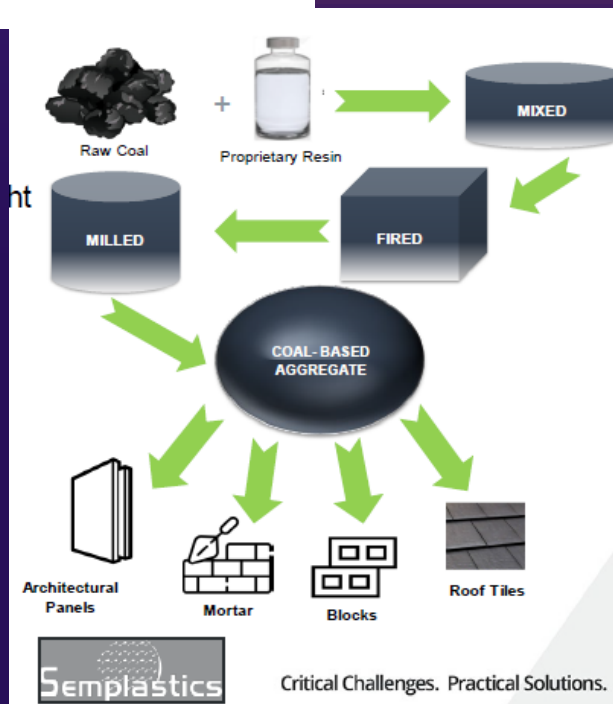 +
MIXED
Raw Coal
Proprietary Resin
ht
MILLED
FIRED
COAL- BASED
AGGREGATE
Architectural
Panels
Mortar
Blocks
Roof Tiles
SEMPLASTICS
Critical Challenges. Practical Solutions.